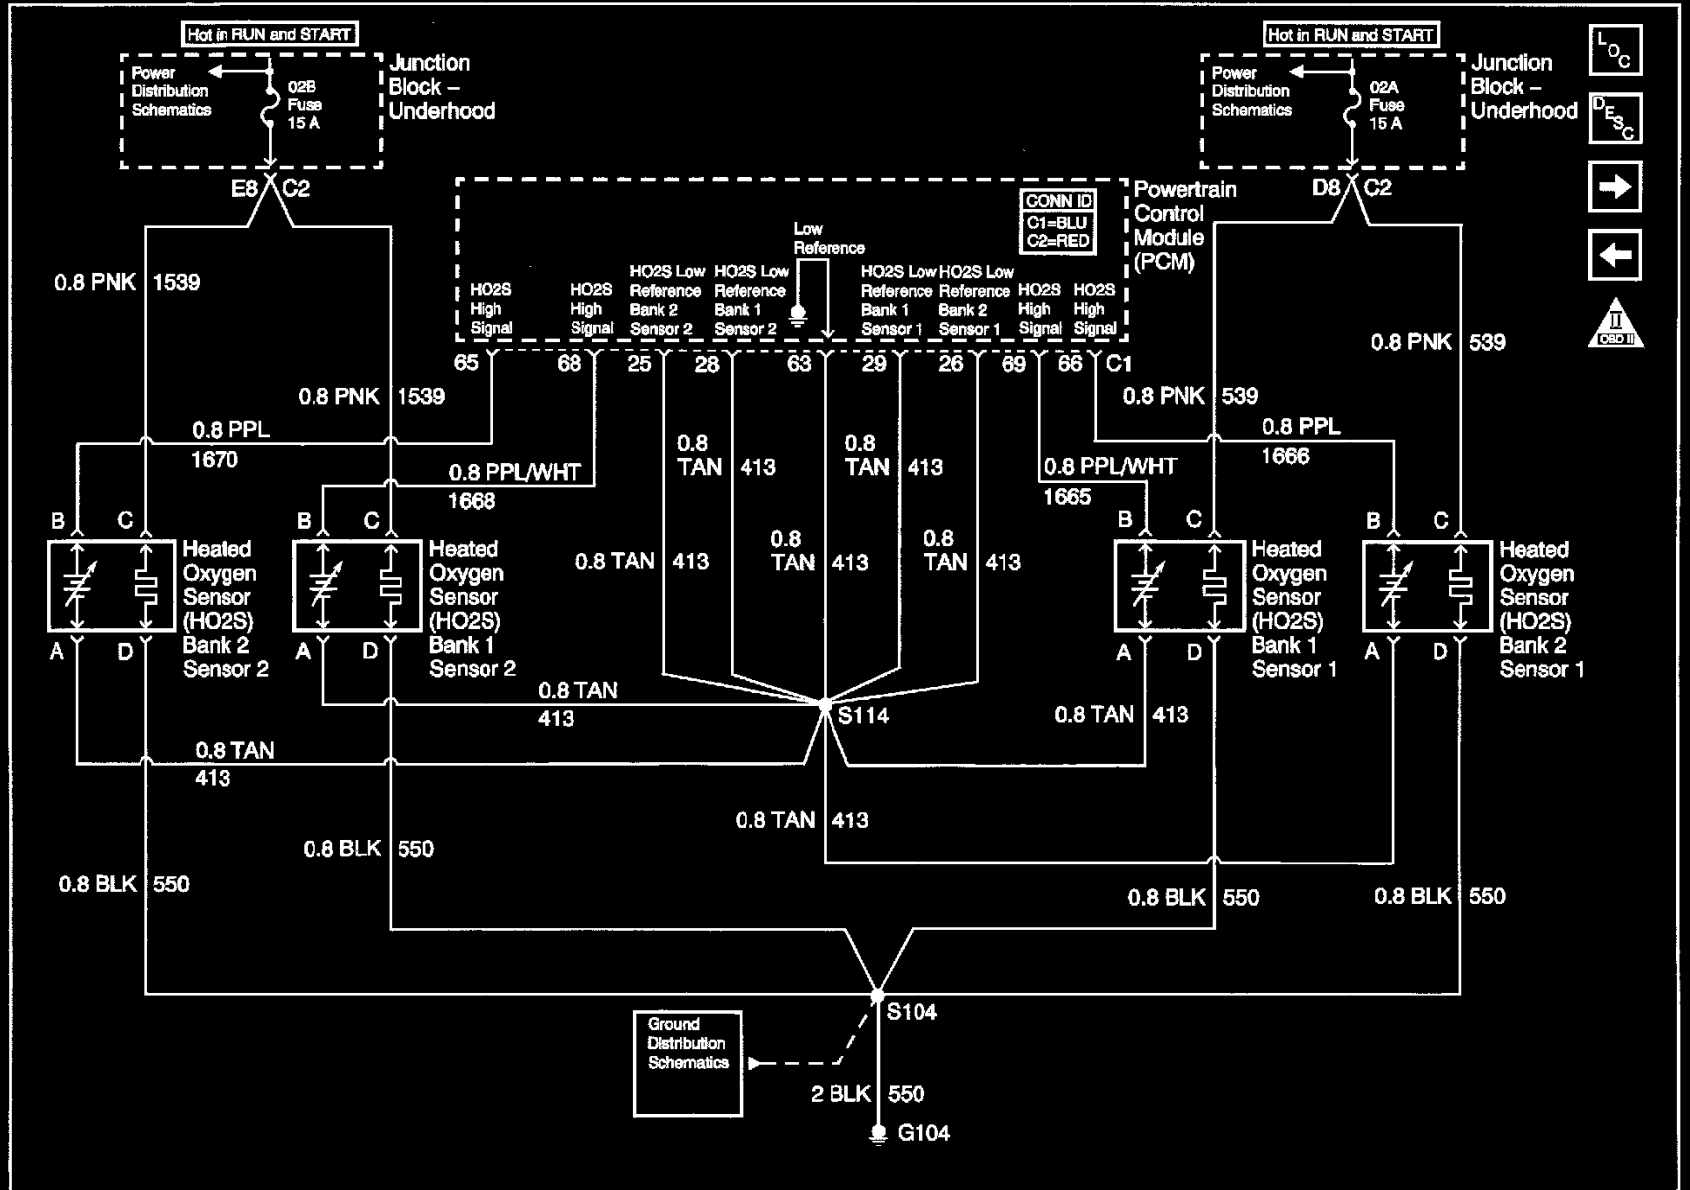 Hot in RUN and START
Power
Distribution
Schematics
02B
Fuse
15 A
Junction
Block –
Underhood
E8
C2
Hot in RUN and START
Power
Distribution
Schematics
02A
Fuse
15 A
Junction
Block –
Underhood
D8
C2
LOC
DESC
II
OBD II
CONN ID
C1=BLU
C2=RED
Powertrain
Control
Module
(PCM)
Low
Reference
HO2S
High
Signal
HO2S
High
Signal
HO2S Low
Reference
Bank 2
Sensor 2
HO2S Low
Reference
Bank 1
Sensor 2
HO2S Low
Reference
Bank 1
Sensor 1
HO2S Low
Reference
Bank 2
Sensor 1
HO2S
High
Signal
HO2S
High
Signal
65
68
25
28
63
29
26
69
66
C1
0.8 PNK
1539
0.8 PNK
1539
0.8 PNK
539
0.8 PNK
539
0.8 PPL
1670
0.8 PPL/WHT
1668
0.8
TAN
413
0.8
TAN
413
0.8 PPL/WHT
1665
0.8 PPL
1666
0.8 TAN
413
0.8
TAN
413
0.8
TAN
413
B
C
Heated
Oxygen
Sensor
(HO2S)
Bank 2
Sensor 2
A
D
B
C
Heated
Oxygen
Sensor
(HO2S)
Bank 1
Sensor 2
A
D
B
C
Heated
Oxygen
Sensor
(HO2S)
Bank 1
Sensor 1
A
D
B
C
Heated
Oxygen
Sensor
(HO2S)
Bank 2
Sensor 1
A
D
0.8 TAN
413
S114
0.8 TAN
413
0.8 TAN
413
0.8 TAN
413
0.8 BLK
550
0.8 BLK
550
0.8 BLK
550
0.8 BLK
550
S104
Ground
Distribution
Schematics
2 BLK
550
G104